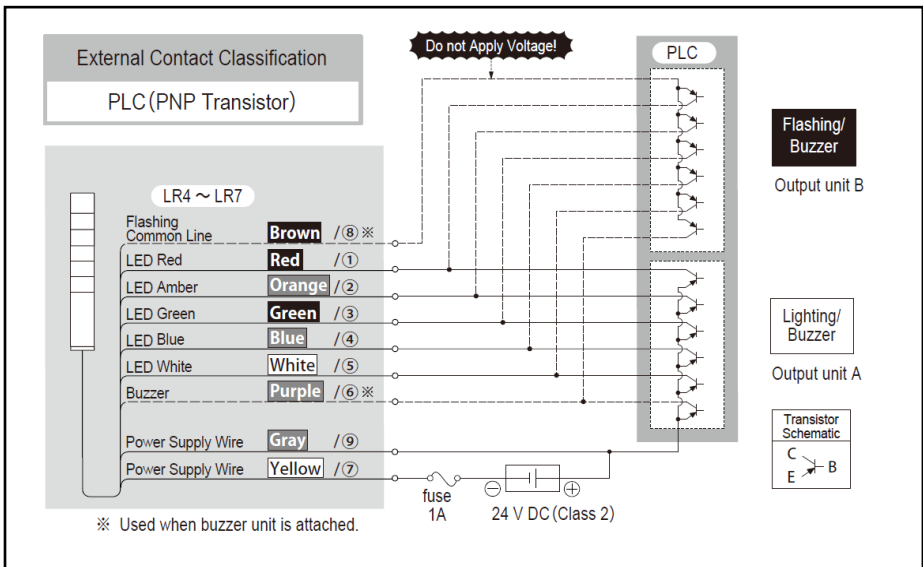 External Contact Classification
PLC(PNP Transistor)
Do not Apply Voltage!
PLC
Flashing/
Buzzer
Output unit B
LR4 ～ LR7
Flashing
Common Line Brown /⑧※
LED Red Red /①
LED Amber Orange /②
LED Green Green /③
LED Blue Blue /④
LED White White /⑤
Buzzer Purple /⑥※
Power Supply Wire Gray /⑨
Power Supply Wire Yellow /⑦
Lighting/
Buzzer
Output unit A
Transistor
Schematic
C
B
E
fuse
1A
⊖ ⊕
24 V DC(Class 2)
※ Used when buzzer unit is attached.